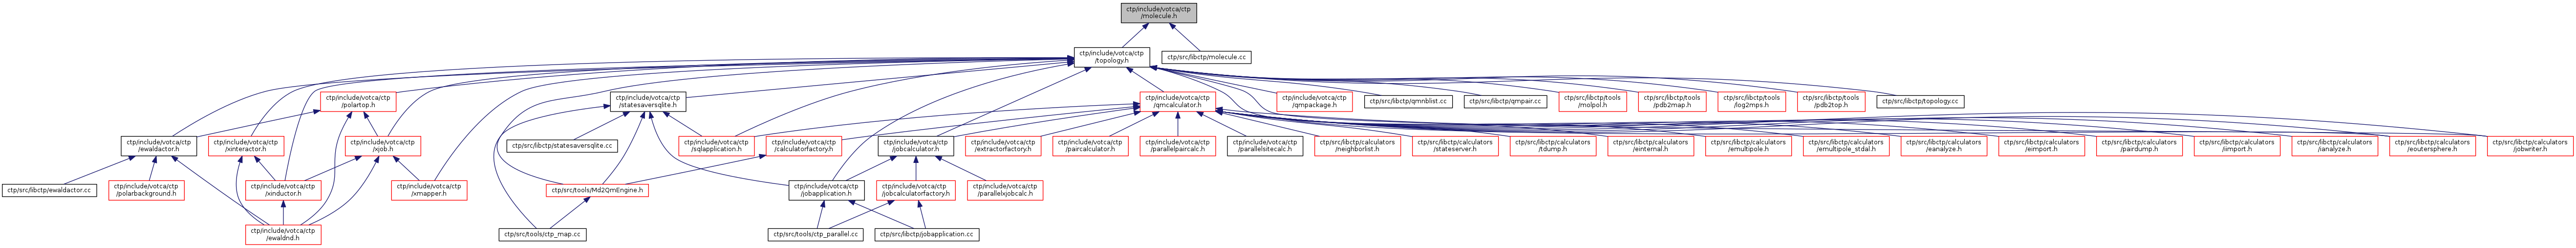 ctp/include/votca/ctp
/molecule.h
ctp/include/votca/ctp
/topology.h
ctp/src/libctp/molecule.cc
ctp/include/votca/ctp
/polartop.h
ctp/include/votca/ctp
/statesaversqlite.h
ctp/include/votca/ctp
/qmcalculator.h
ctp/include/votca/ctp
/qmpackage.h
ctp/src/libctp/qmnblist.cc
ctp/src/libctp/qmpair.cc
ctp/src/libctp/tools
/molpol.h
ctp/src/libctp/tools
/pdb2map.h
ctp/src/libctp/tools
/log2mps.h
ctp/src/libctp/tools
/pdb2top.h
ctp/src/libctp/topology.cc
ctp/include/votca/ctp
/ewaldactor.h
ctp/include/votca/ctp
/xinteractor.h
ctp/include/votca/ctp
/xjob.h
ctp/src/libctp/statesaversqlite.cc
ctp/include/votca/ctp
/sqlapplication.h
ctp/include/votca/ctp
/calculatorfactory.h
ctp/include/votca/ctp
/jobcalculator.h
ctp/include/votca/ctp
/extractorfactory.h
ctp/include/votca/ctp
/paircalculator.h
ctp/include/votca/ctp
/parallelpaircalc.h
ctp/include/votca/ctp
/parallelsitecalc.h
ctp/src/libctp/calculators
/neighborlist.h
ctp/src/libctp/calculators
/stateserver.h
ctp/src/libctp/calculators
/tdump.h
ctp/src/libctp/calculators
/einternal.h
ctp/src/libctp/calculators
/emultipole.h
ctp/src/libctp/calculators
/emultipole_stdal.h
ctp/src/libctp/calculators
/eanalyze.h
ctp/src/libctp/calculators
/eimport.h
ctp/src/libctp/calculators
/pairdump.h
ctp/src/libctp/calculators
/iimport.h
ctp/src/libctp/calculators
/ianalyze.h
ctp/src/libctp/calculators
/eoutersphere.h
ctp/src/libctp/calculators
/jobwriter.h
ctp/src/libctp/ewaldactor.cc
ctp/include/votca/ctp
/polarbackground.h
ctp/include/votca/ctp
/xinductor.h
ctp/include/votca/ctp
/xmapper.h
ctp/src/tools/Md2QmEngine.h
ctp/include/votca/ctp
/jobapplication.h
ctp/include/votca/ctp
/jobcalculatorfactory.h
ctp/include/votca/ctp
/parallelxjobcalc.h
ctp/include/votca/ctp
/ewaldnd.h
ctp/src/tools/ctp_map.cc
ctp/src/tools/ctp_parallel.cc
ctp/src/libctp/jobapplication.cc